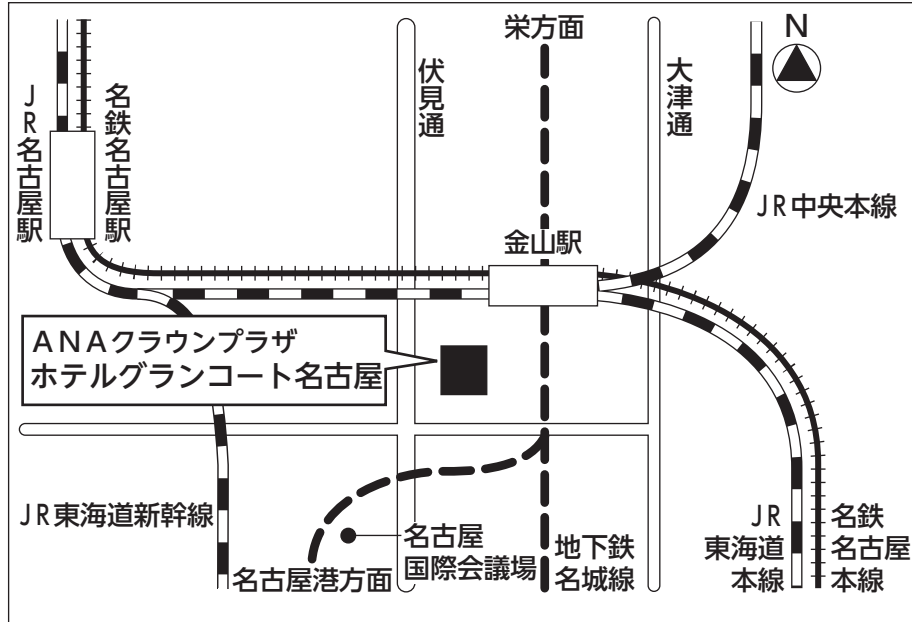 栄方面
N
伏見通
大津通
JR名古屋駅
名鉄名古屋駅
JR中央本線
金山駅
ANAクラウンプラザ
ホテルグランコート名古屋
JR東海道新幹線
名古屋
国際会議場
名古屋港方面
地下鉄
名城線
JR
東海道
本線
名鉄
名古屋
本線